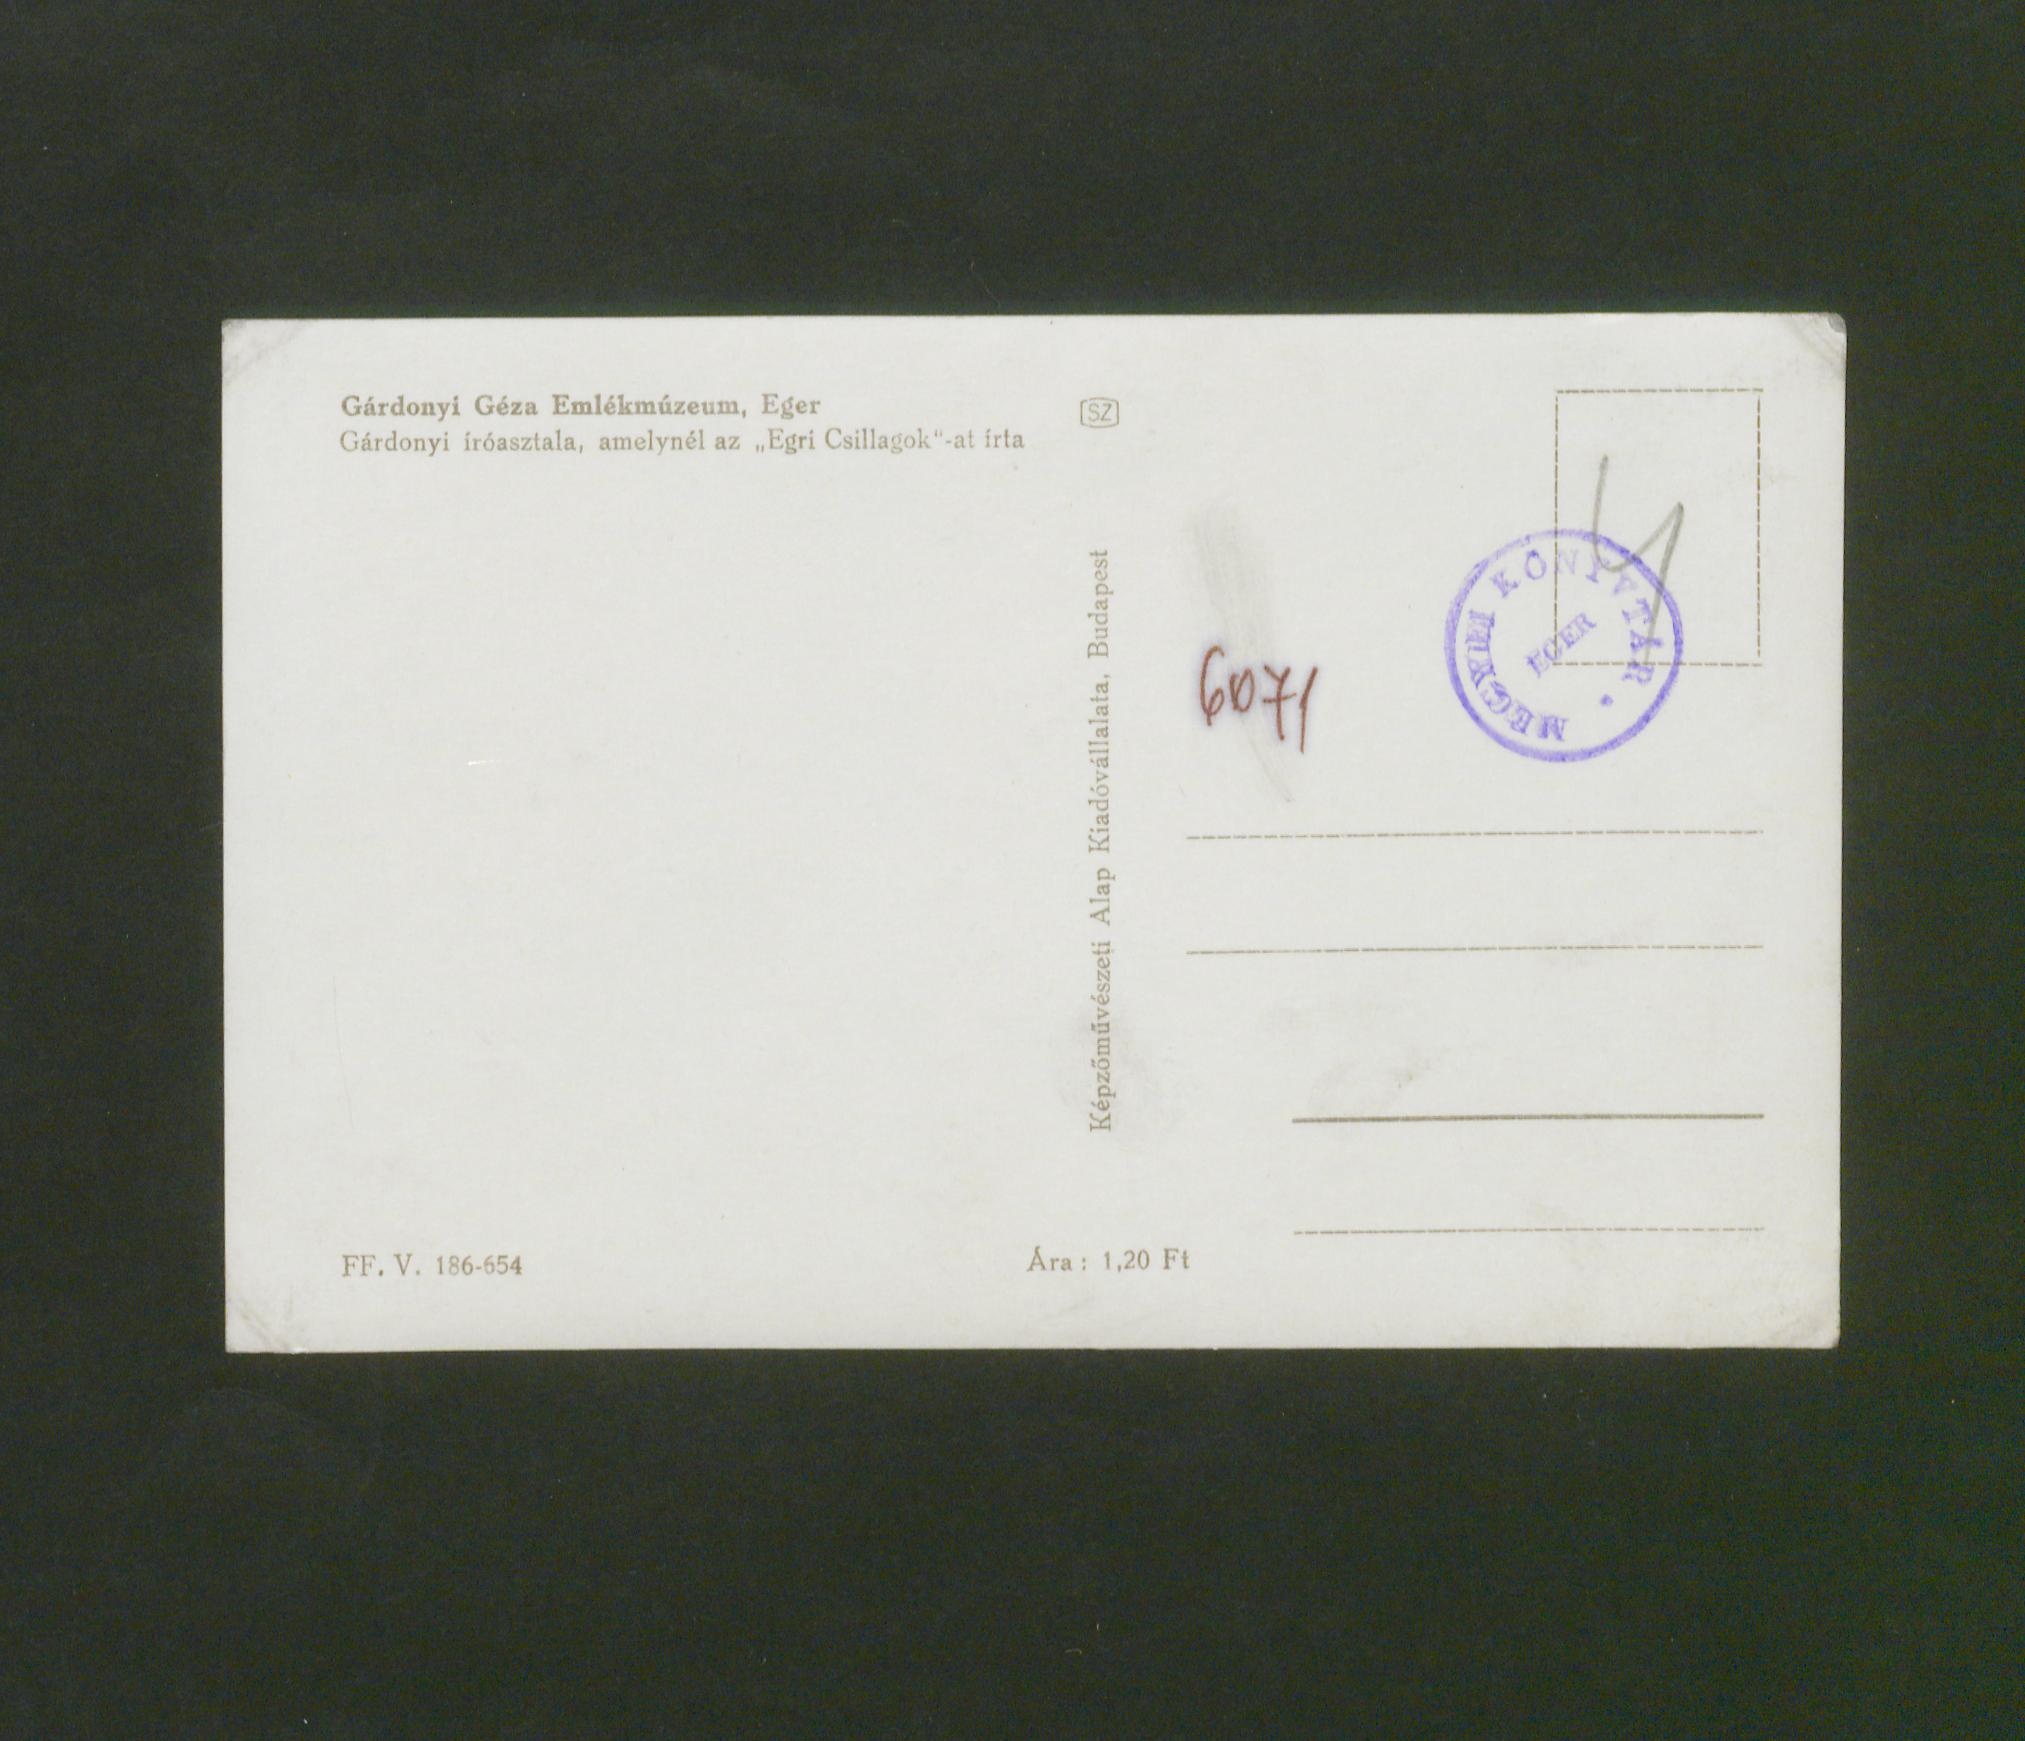 Gárdonyi Géza Emlékmúzeum, Eger
Gárdonyi íróasztala, amelynél az „Egri Csillagok“-at írta
SZ
Képzőművészeti Alap Kiadóvállalata, Budapest
6071
MEGYEI KÖNYVTÁR •
EGER
4
FF. V. 186-654
Ára: 1,20 Ft